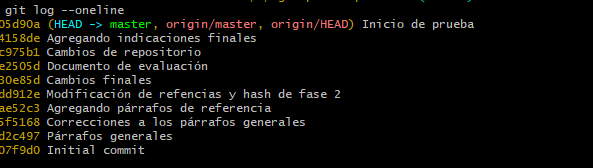 git log --oneline
05d90a (HEAD -> master, origin/master, origin/HEAD) Inicio de prueba
4158de Agregando indicaciones finales
c975b1 Cambios de repositorio
e2505d Documento de evaluación
30e85d Cambios finales
dd912e Modificación de refencias y hash de fase 2
ae52c3 Agregando párrafos de referencia
5f5168 Correcciones a los párrafos generales
d2c497 Párrafos generales
07f9d0 Initial commit